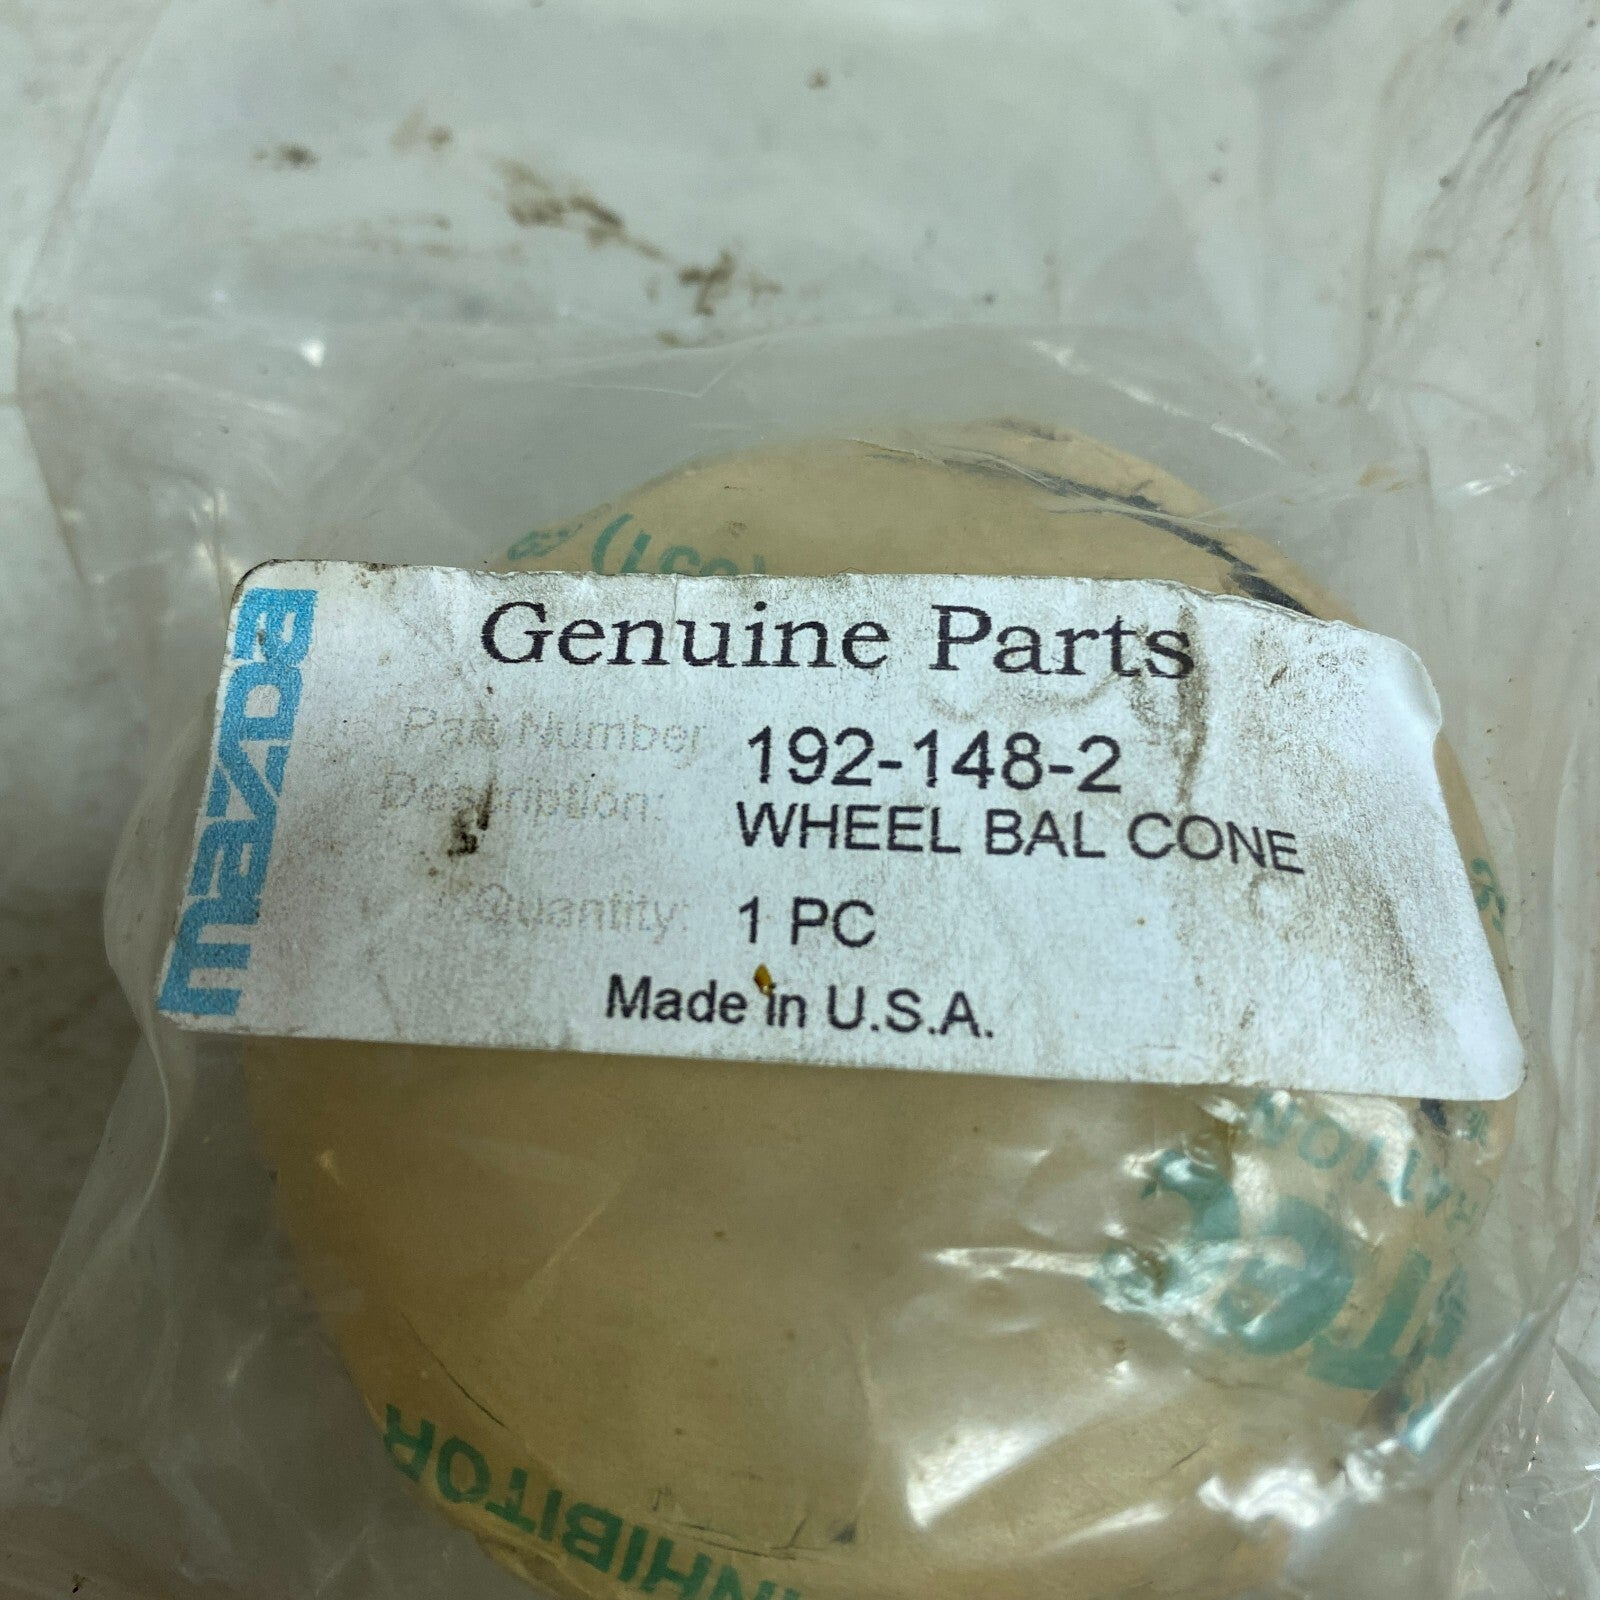 mazda
Genuine Parts
Part Number 192-148-2
Description: WHEEL BAL CONE
Quantity: 1 PC
Made in U.S.A.
INHIBITOR